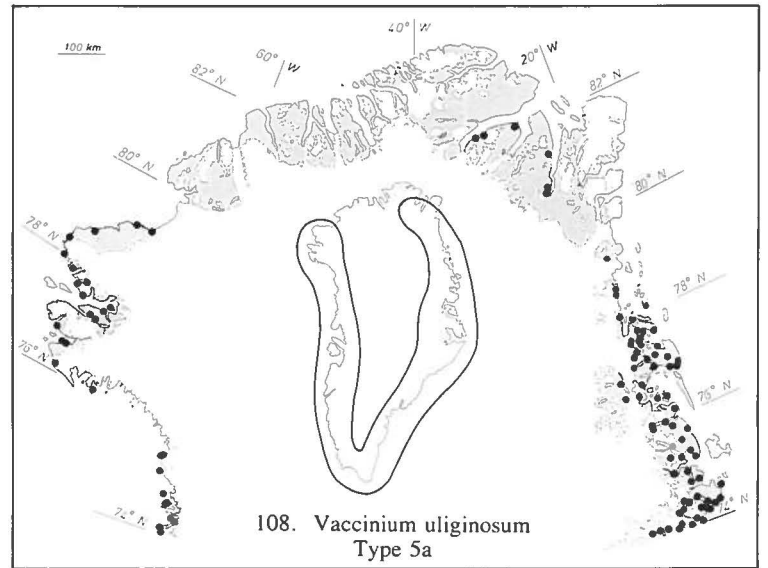 40° W
100 km
60° W
20° W
82° N
82° N
80° N
80° N
78° N
78° N
76° N
76° N
74° N
108. Vaccinium uliginosum
Type 5a